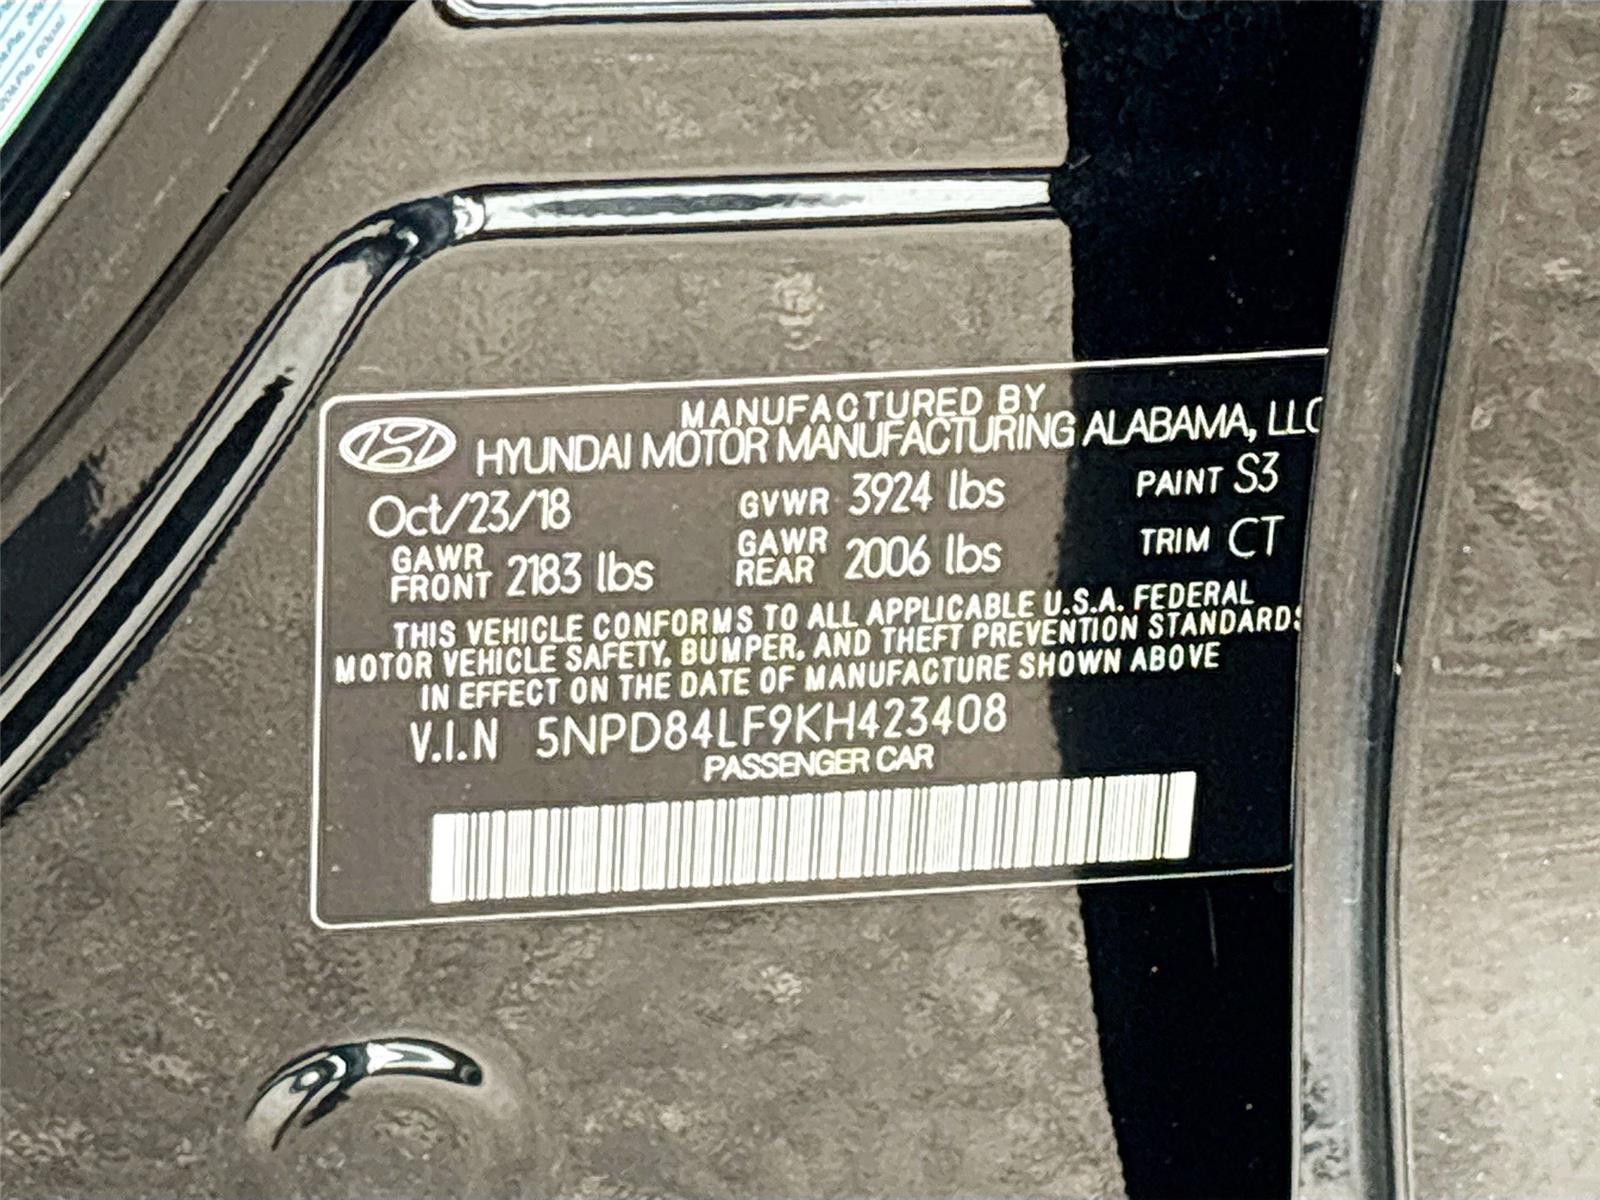 MANUFACTURED BY
HYUNDAI MOTOR MANUFACTURING ALABAMA, LLC
Oct/23/18 GVWR 3924 lbs PAINT S3
GAWR FRONT 2183 lbs GAWR REAR 2006 lbs TRIM CT
THIS VEHICLE CONFORMS TO ALL APPLICABLE U.S.A. FEDERAL
MOTOR VEHICLE SAFETY, BUMPER, AND THEFT PREVENTION STANDARDS
IN EFFECT ON THE DATE OF MANUFACTURE SHOWN ABOVE
V.I.N 5NPD84LF9KH423408
PASSENGER CAR